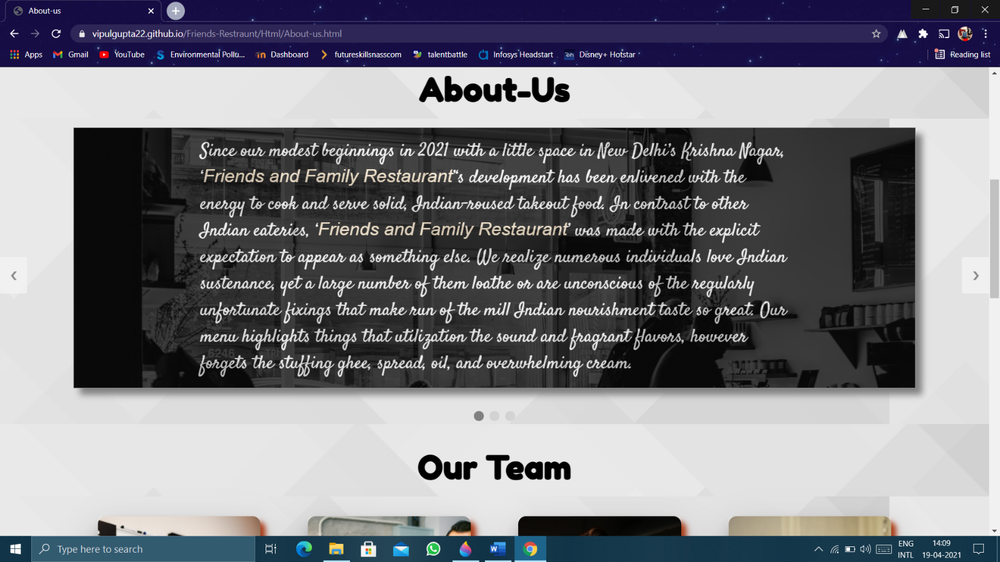 About-us
vipulgupta22.github.io/Friends-Restraunt/Html/About-us.html
Apps Gmail YouTube Environmental Pollu... Dashboard futureskillsnasscom talentbattle Infosys Headstart Disney+ Hotstar Reading list
About-Us
Since our modest beginnings in 2021 with a little space in New Delhi's Krishna Nagar,
'Friends and Family Restaurant''s development has been enlivened with the
energy to cook and serve solid, Indian-roused takeout food. In contrast to other
Indian eateries, 'Friends and Family Restaurant' was made with the explicit
expectation to appear as something else. We realize numerous individuals love Indian
sustenance, yet a large number of them loathe or are unconscious of the regularly
unfortunate fixings that make run of the mill Indian nourishment taste so great. Our
menu highlights things that utilization the sound and fragrant flavors, however
forgets the stuffing ghee, spread, oil, and overwhelming cream.
Our Team
Type here to search
ENG
INTL
14:09
19-04-2021